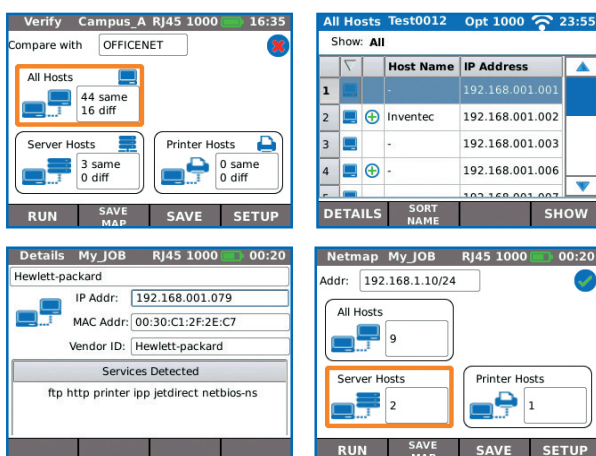 Verify Campus_A RJ45 1000 16:35
Compare with OFFICENET
All Hosts
44 same
16 diff
Server Hosts
3 same
0 diff
Printer Hosts
0 same
0 diff
RUN SAVE MAP SAVE SETUP
All Hosts Test0012 Opt 1000 23:55
Show: All
Host Name IP Address
1 - 192.168.001.001
2 Inventec 192.168.001.002
3 - 192.168.001.003
4 - 192.168.001.006
192.168.001.007
DETAILS SORT NAME SHOW
Details My_JOB RJ45 1000 00:20
Hewlett-packard
IP Addr: 192.168.001.079
MAC Addr: 00:30:C1:2F:2E:C7
Vendor ID: Hewlett-packard
Services Detected
ftp http printer ipp jetdirect netbios-ns
Netmap My_JOB RJ45 1000 00:20
Addr: 192.168.1.10/24
All Hosts
9
Server Hosts
2
Printer Hosts
1
RUN SAVE MAP SAVE SETUP